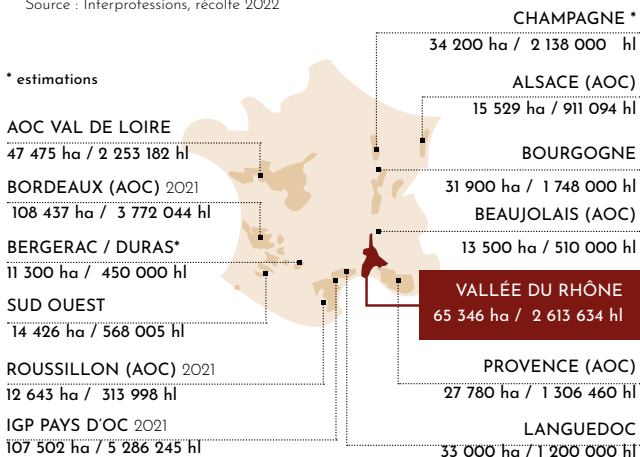 Source : Interprofessions, récolte 2022
* estimations
AOC VAL DE LOIRE
47 475 ha / 2 253 182 hl
BORDEAUX (AOC) 2021
108 437 ha / 3 772 044 hl
BERGERAC / DURAS*
11 300 ha / 450 000 hl
SUD OUEST
14 426 ha / 568 005 hl
ROUSSILLON (AOC) 2021
12 643 ha / 313 998 hl
IGP PAYS D'OC 2021
107 502 ha / 5 286 245 hl
CHAMPAGNE *
34 200 ha / 2 138 000 hl
ALSACE (AOC)
15 529 ha / 911 094 hl
BOURGOGNE
31 900 ha / 1 748 000 hl
BEAUJOLAIS (AOC)
13 500 ha / 510 000 hl
VALLÉE DU RHÔNE
65 346 ha / 2 613 634 hl
PROVENCE (AOC)
27 780 ha / 1 306 460 hl
LANGUEDOC
33 000 ha / 1 200 000 hl